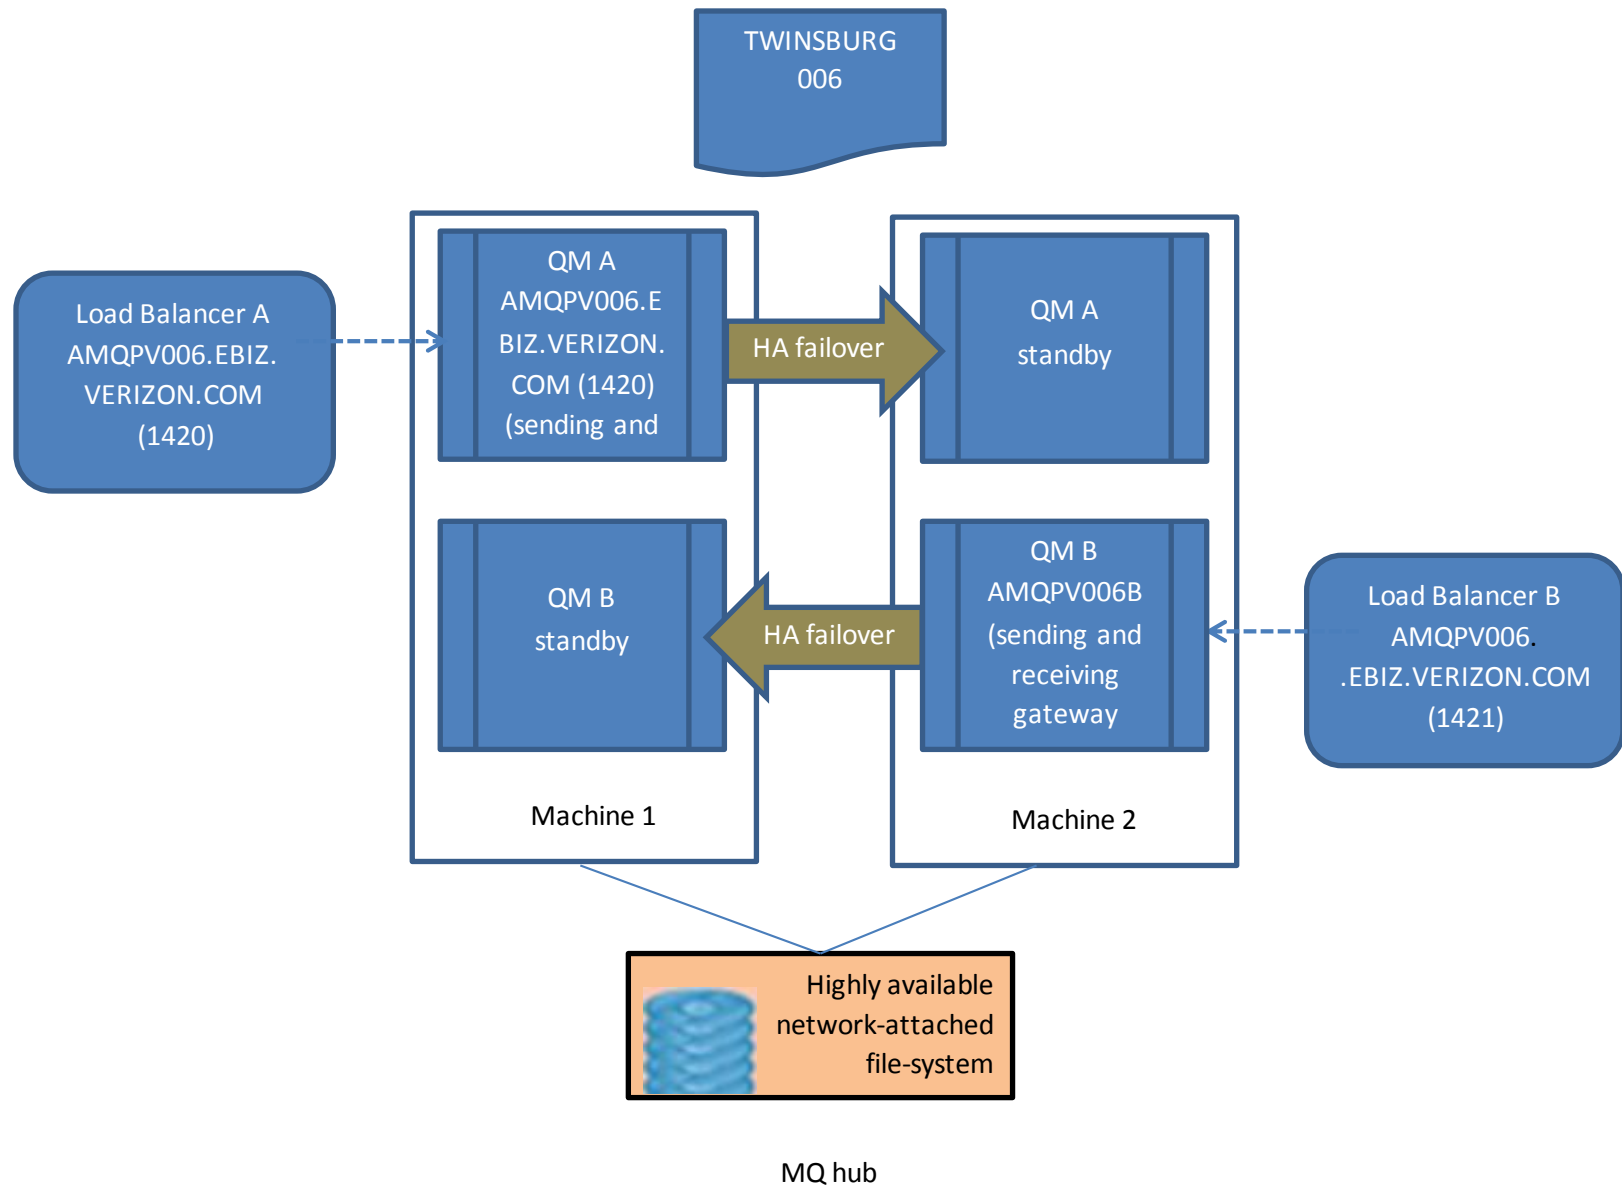 TWINSBURG
006
Load Balancer A
AMQPV006.EBIZ.
VERIZON.COM
(1420)
QM A
AMQPV006.E
BIZ.VERIZON.
COM (1420)
(sending and
HA failover
QM A
standby
QM B
standby
HA failover
QM B
AMQPV006B
(sending and
receiving
gateway
Load Balancer B
AMQPV006.
.EBIZ.VERIZON.COM
(1421)
Machine 1
Machine 2
Highly available
network-attached
file-system
MQ hub